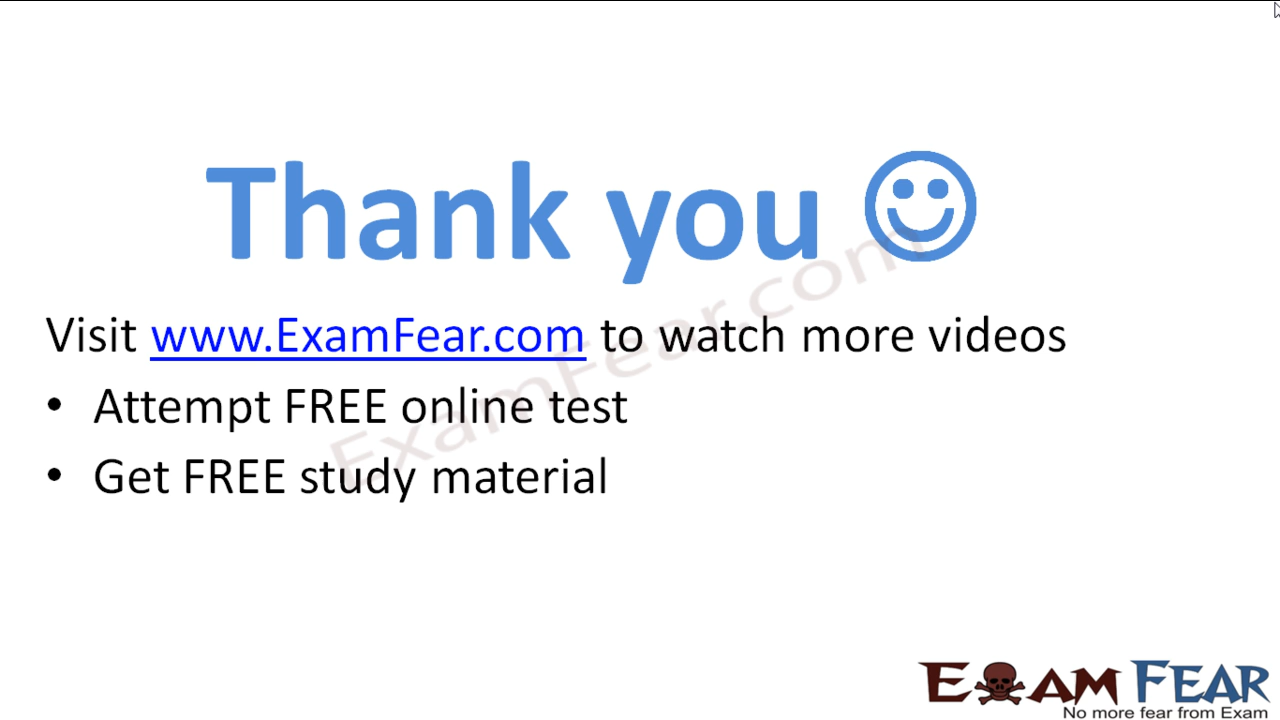 Thank you ☺
Visit www.ExamFear.com to watch more videos
• Attempt FREE online test
• Get FREE study material
ExamFear.com
EXAM FEAR
No more fear from Exam